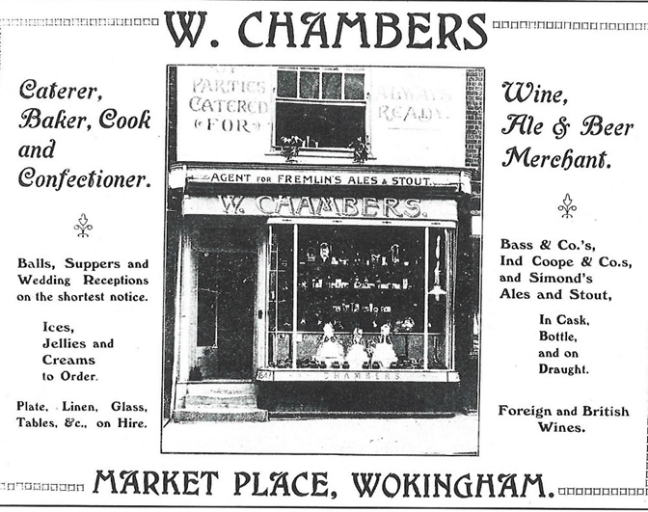 W. CHAMBERS
Caterer,
Baker, Cook
and
Confectioner.
Balls, Suppers and
Wedding Receptions
on the shortest notice.
Ices,
Jellies and
Creams
to Order.
Plate, Linen, Glass,
Tables, &c., on Hire.
PARTIES
CATERED
FOR
ALWAYS
READY.
AGENT FOR FREMLIN'S ALES & STOUT.
W. CHAMBERS.
CHAMBERS
Wine,
Ale & Beer
Merchant.
Bass & Co.'s,
Ind Coope & Co.s,
and Simond's
Ales and Stout,
In Cask,
Bottle,
and on
Draught.
Foreign and British
Wines.
MARKET PLACE, WOKINGHAM.